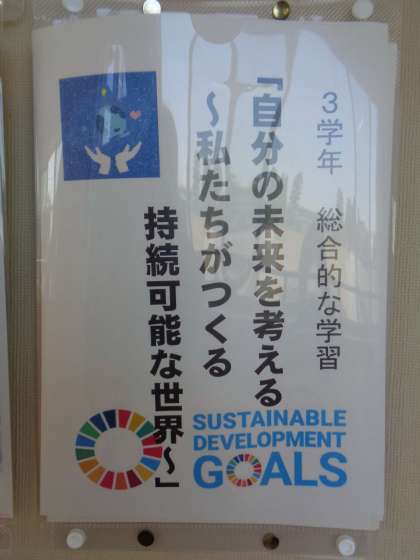 3学年 総合的な学習
「自分の未来を考える
～私たちがつくる
持続可能な世界～」
SUSTAINABLE
DEVELOPMENT
GOALS